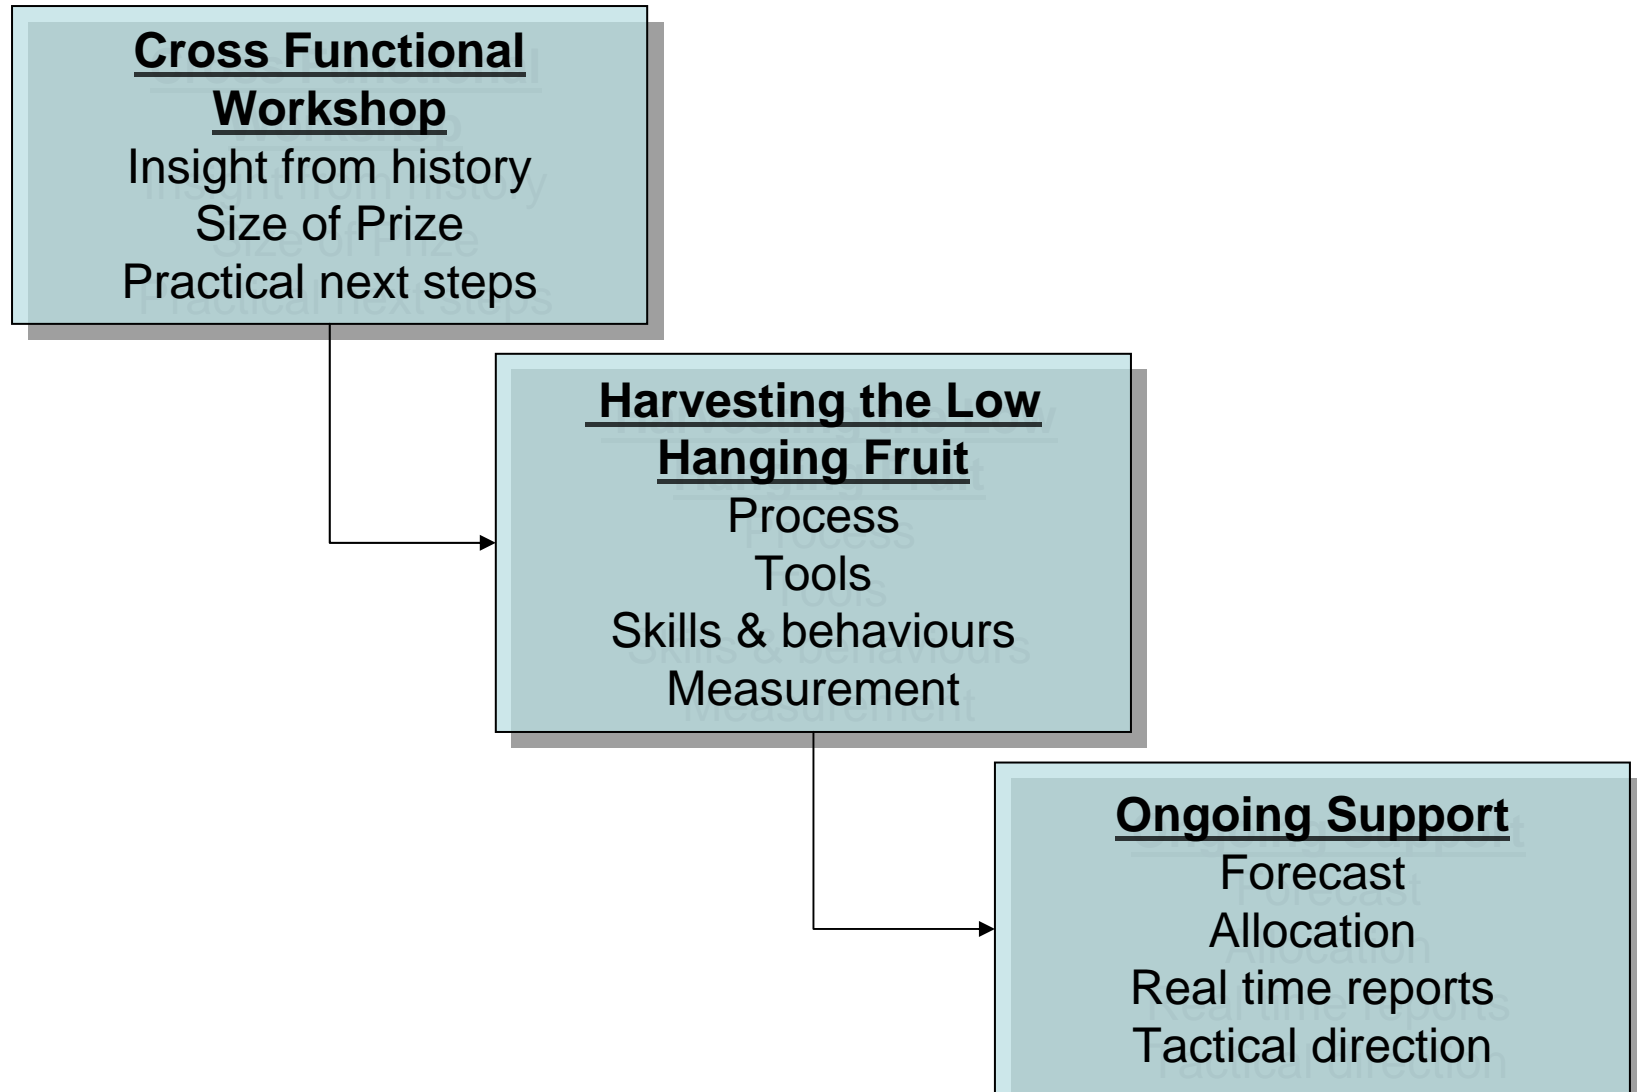 Cross Functional
Workshop
Insight from history
Size of Prize
Practical next steps
Harvesting the Low
Hanging Fruit
Process
Tools
Skills & behaviours
Measurement
Ongoing Support
Forecast
Allocation
Real time reports
Tactical direction